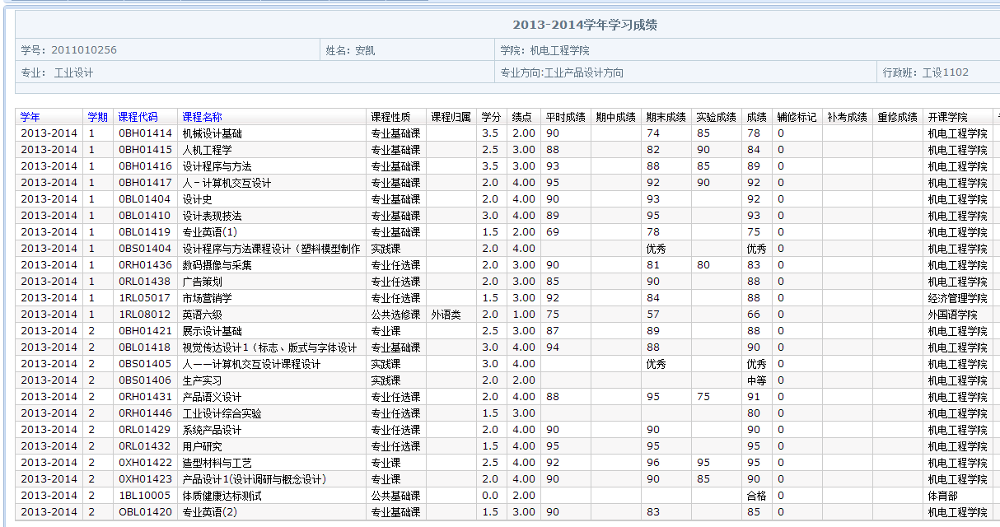 2013-2014学年学习成绩
学号：2011010256 姓名：安凯 学院：机电工程学院
专业： 工业设计 专业方向:工业产品设计方向 行政班：工设1102
学年 学期 课程代码 课程名称 课程性质 课程归属 学分 绩点 平时成绩 期中成绩 期末成绩 实验成绩 成绩 辅修标记 补考成绩 重修成绩 开课学院
2013-2014 1 0BH01414 机械设计基础 专业基础课 3.5 2.00 90 74 85 78 0 机电工程学院
2013-2014 1 0BH01415 人机工程学 专业基础课 2.5 3.00 88 82 90 84 0 机电工程学院
2013-2014 1 0BH01416 设计程序与方法 专业基础课 3.5 3.00 93 88 85 89 0 机电工程学院
2013-2014 1 0BH01417 人－计算机交互设计 专业基础课 2.0 4.00 95 92 90 92 0 机电工程学院
2013-2014 1 0BL01404 设计史 专业基础课 2.0 4.00 90 93 92 0 机电工程学院
2013-2014 1 0BL01410 设计表现技法 专业基础课 3.0 4.00 89 95 93 0 机电工程学院
2013-2014 1 0BL01419 专业英语(1) 专业基础课 1.5 2.00 69 78 75 0 机电工程学院
2013-2014 1 0BS01404 设计程序与方法课程设计（塑料模型制作 实践课 2.0 4.00 优秀 优秀 0 机电工程学院
2013-2014 1 0RH01436 数码摄像与采集 专业任选课 2.0 3.00 90 81 80 83 0 机电工程学院
2013-2014 1 0RL01438 广告策划 专业任选课 2.0 3.00 85 90 88 0 机电工程学院
2013-2014 1 1RL05017 市场营销学 专业任选课 1.5 3.00 92 84 88 0 经济管理学院
2013-2014 1 1RL08012 英语六级 公共选修课 外语类 2.0 1.00 75 57 66 0 外国语学院
2013-2014 2 0BH01421 展示设计基础 专业课 2.5 3.00 87 89 88 0 机电工程学院
2013-2014 2 0BL01418 视觉传达设计1（标志、版式与字体设计 专业基础课 3.0 4.00 94 88 90 0 机电工程学院
2013-2014 2 0BS01405 人——计算机交互设计课程设计 实践课 3.0 4.00 优秀 优秀 0 机电工程学院
2013-2014 2 0BS01406 生产实习 实践课 2.0 2.00 中等 0 机电工程学院
2013-2014 2 0RH01431 产品语义设计 专业任选课 2.0 4.00 88 95 75 91 0 机电工程学院
2013-2014 2 0RH01446 工业设计综合实验 专业任选课 1.5 3.00 80 0 机电工程学院
2013-2014 2 0RL01429 系统产品设计 专业任选课 2.0 4.00 90 90 90 0 机电工程学院
2013-2014 2 0RL01432 用户研究 专业任选课 1.5 4.00 95 95 95 0 机电工程学院
2013-2014 2 0XH01422 造型材料与工艺 专业课 2.5 4.00 92 96 95 95 0 机电工程学院
2013-2014 2 0XH01423 产品设计1(设计调研与概念设计） 专业课 2.0 4.00 90 90 85 90 0 机电工程学院
2013-2014 2 1BL10005 体质健康达标测试 公共基础课 0.0 2.00 合格 0 体育部
2013-2014 2 OBL01420 专业英语(2) 专业基础课 1.5 3.00 90 83 85 0 机电工程学院